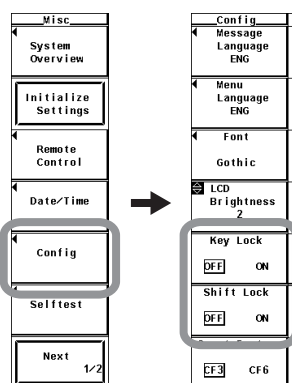 Misc
System
Overview
Initialize
Settings
Remote
Control
Date/Time
Config
Selftest
Next
1/2
Config
Message
Language
ENG
Menu
Language
ENG
Font
Gothic
LCD
Brightness
2
Key Lock
OFF ON
Shift Lock
OFF ON
CF3 CF6